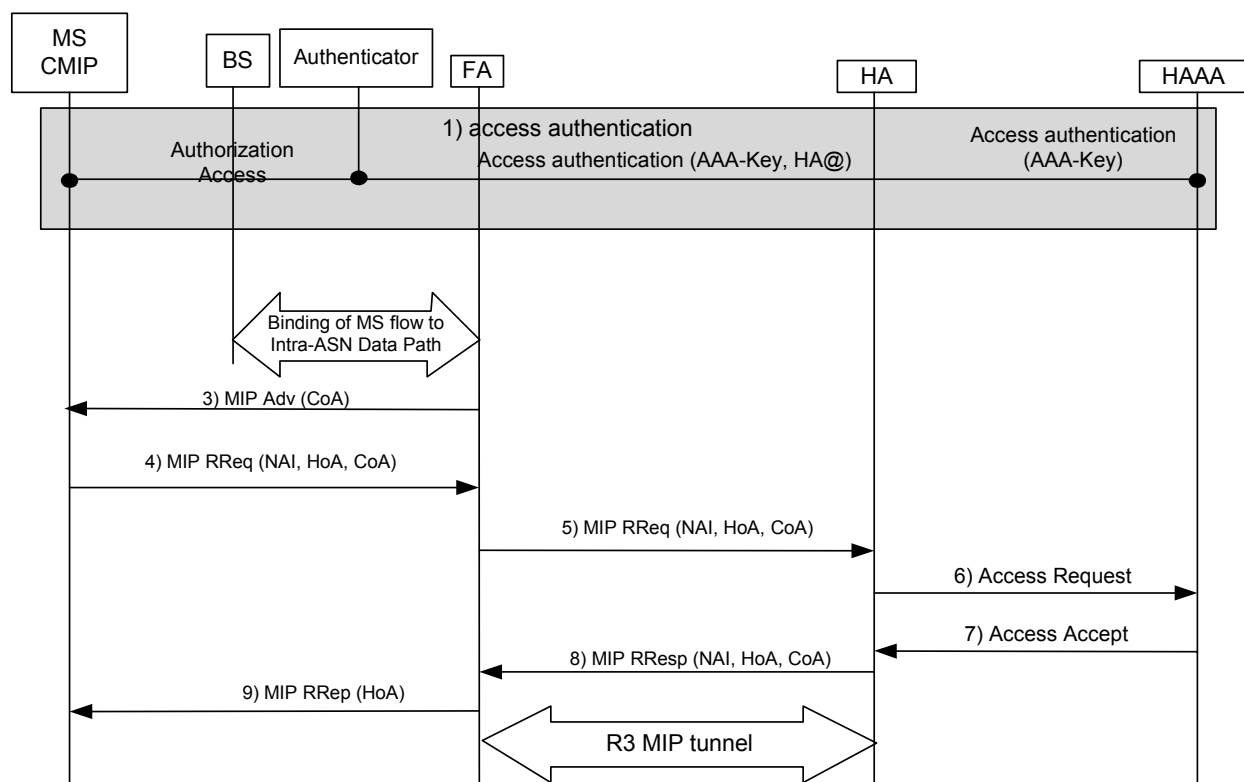 MS
CMIP
BS
Authenticator
FA
HA
HAAA
1) access authentication
Authorization
Access
Access authentication (AAA-Key, HA@)
Access authentication
(AAA-Key)
Binding of MS flow to
Intra-ASN Data Path
3) MIP Adv (CoA)
4) MIP RReq (NAI, HoA, CoA)
5) MIP RReq (NAI, HoA, CoA)
6) Access Request
7) Access Accept
8) MIP RResp (NAI, HoA, CoA)
9) MIP RRep (HoA)
R3 MIP tunnel